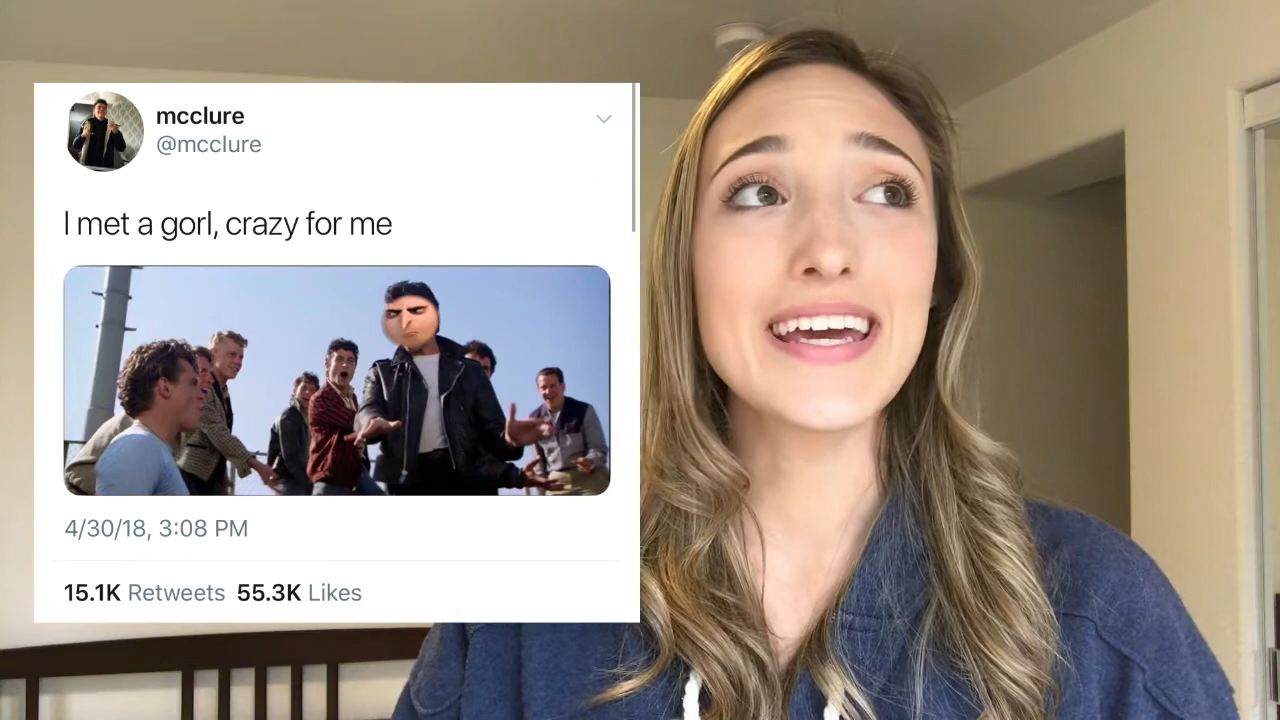 mcclure
@mcclure
I met a gorl, crazy for me
4/30/18, 3:08 PM
15.1K Retweets 55.3K Likes